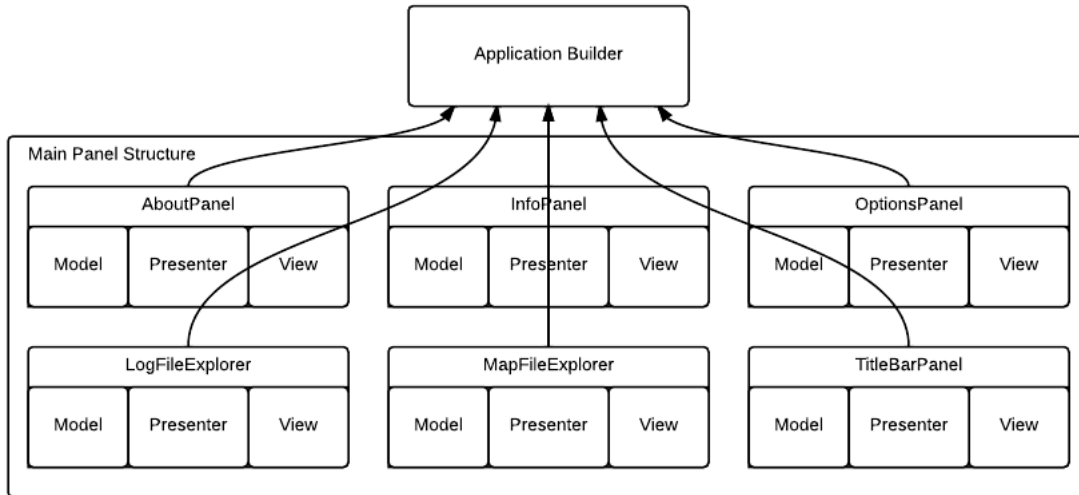 Application Builder
Main Panel Structure
AboutPanel
InfoPanel
OptionsPanel
Model Presenter View
Model Presenter View
Model Presenter View
LogFileExplorer
MapFileExplorer
TitleBarPanel
Model Presenter View
Model Presenter View
Model Presenter View